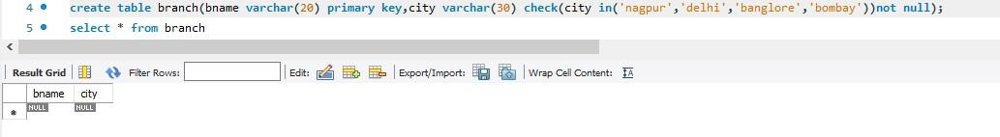 4 create table branch(bname varchar(20) primary key,city varchar(30) check(city in('nagpur','delhi','banglore','bombay'))not null);
5 select * from branch
Result Grid Filter Rows: Edit: Export/Import: Wrap Cell Content: IA
bname city
NULL NULL